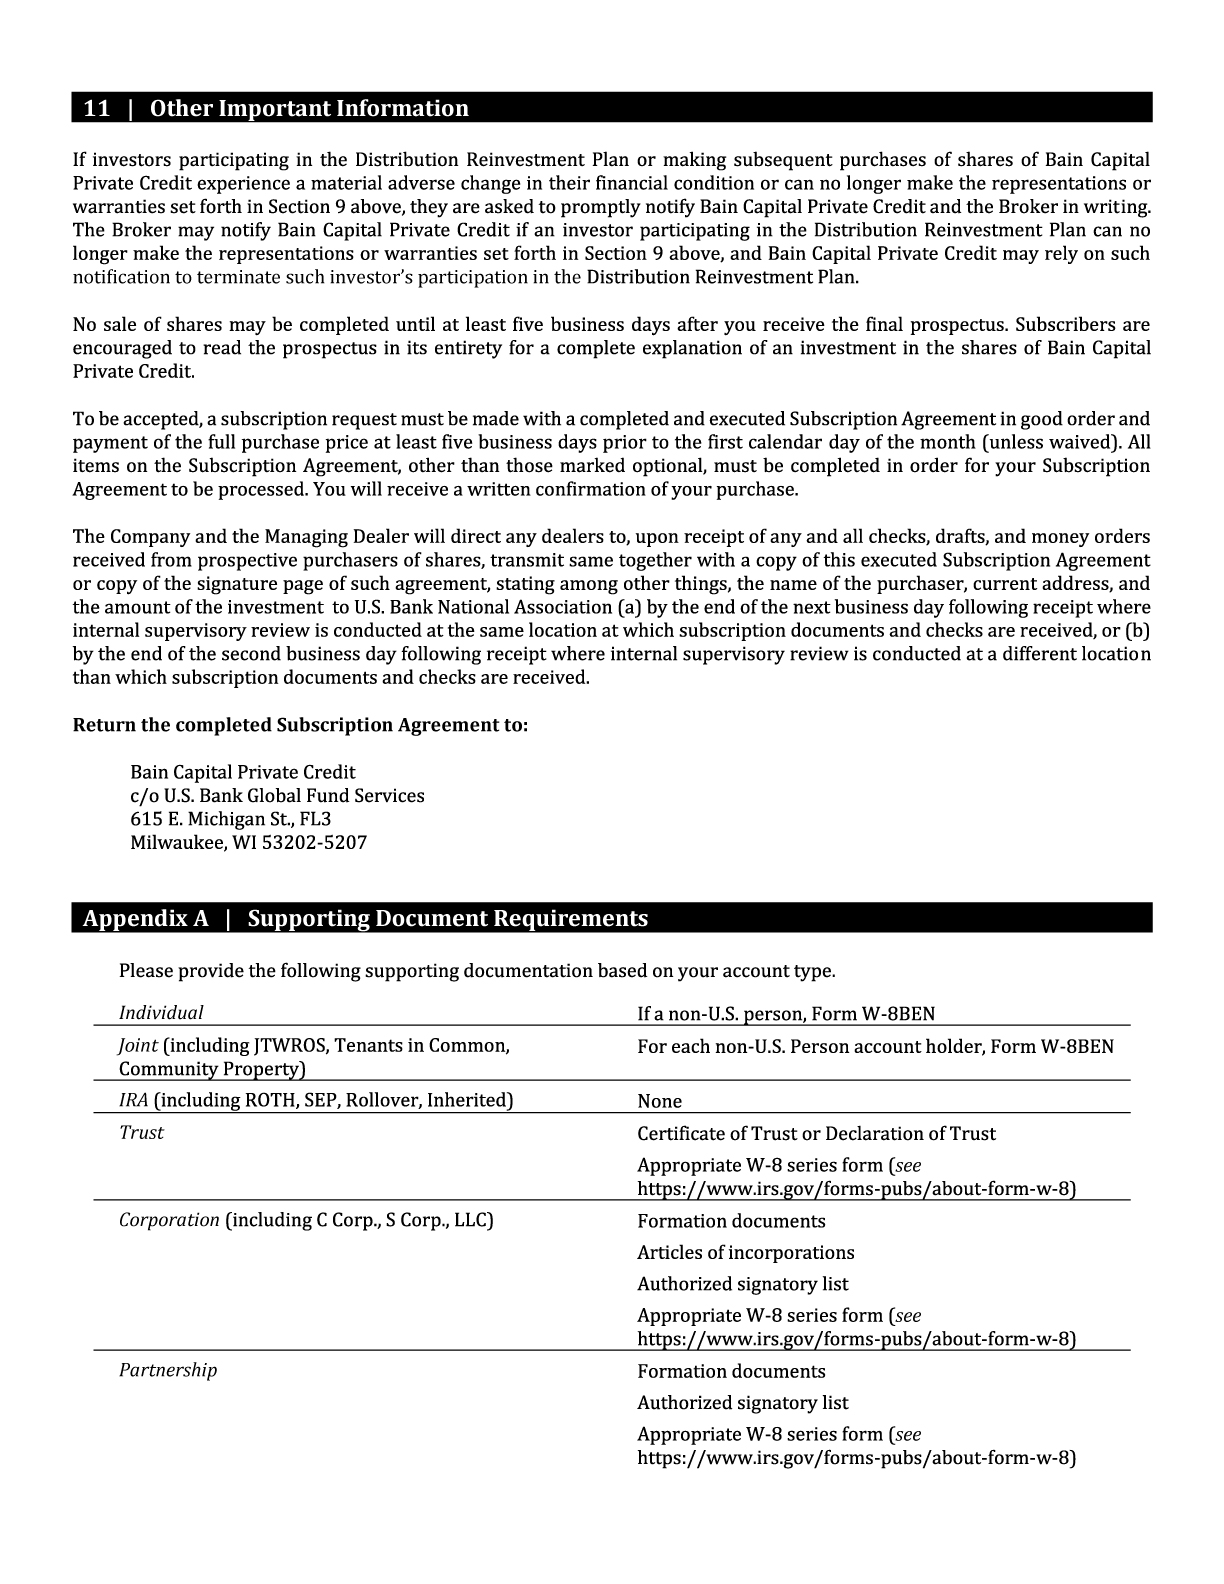 11 | Other Important Information
If investors participating in the Distribution Reinvestment Plan or making subsequent purchases of shares of Bain Capital
Private Credit experience a material adverse change in their financial condition or can no longer make the representations or
warranties set forth in Section 9 above, they are asked to promptly notify Bain Capital Private Credit and the Broker in writing.
The Broker may notify Bain Capital Private Credit if an investor participating in the Distribution Reinvestment Plan can no
longer make the representations or warranties set forth in Section 9 above, and Bain Capital Private Credit may rely on such
notification to terminate such investor’s participation in the Distribution Reinvestment Plan.
No sale of shares may be completed until at least five business days after you receive the final prospectus. Subscribers are
encouraged to read the prospectus in its entirety for a complete explanation of an investment in the shares of Bain Capital
Private Credit.
To be accepted, a subscription request must be made with a completed and executed Subscription Agreement in good order and
payment of the full purchase price at least five business days prior to the first calendar day of the month (unless waived). All
items on the Subscription Agreement, other than those marked optional, must be completed in order for your Subscription
Agreement to be processed. You will receive a written confirmation of your purchase.
The Company and the Managing Dealer will direct any dealers to, upon receipt of any and all checks, drafts, and money orders
received from prospective purchasers of shares, transmit same together with a copy of this executed Subscription Agreement
or copy of the signature page of such agreement, stating among other things, the name of the purchaser, current address, and
the amount of the investment to U.S. Bank National Association (a) by the end of the next business day following receipt where
internal supervisory review is conducted at the same location at which subscription documents and checks are received, or (b)
by the end of the second business day following receipt where internal supervisory review is conducted at a different location
than which subscription documents and checks are received.
Return the completed Subscription Agreement to:
Bain Capital Private Credit
c/o U.S. Bank Global Fund Services
615 E. Michigan St., FL3
Milwaukee, WI 53202-5207
Appendix A | Supporting Document Requirements
Please provide the following supporting documentation based on your account type.
Individual If a non-U.S. person, Form W-8BEN
Joint (including JTWROS, Tenants in Common, For each non-U.S. Person account holder, Form W-8BEN
Community Property)
IRA (including ROTH, SEP, Rollover, Inherited) None
Trust Certificate of Trust or Declaration of Trust
Appropriate W-8 series form (see
https://www.irs.gov/forms-pubs/about-form-w-8)
Corporation (including C Corp., S Corp., LLC) Formation documents
Articles of incorporations
Authorized signatory list
Appropriate W-8 series form (see
https://www.irs.gov/forms-pubs/about-form-w-8)
Partnership Formation documents
Authorized signatory list
Appropriate W-8 series form (see
https://www.irs.gov/forms-pubs/about-form-w-8)